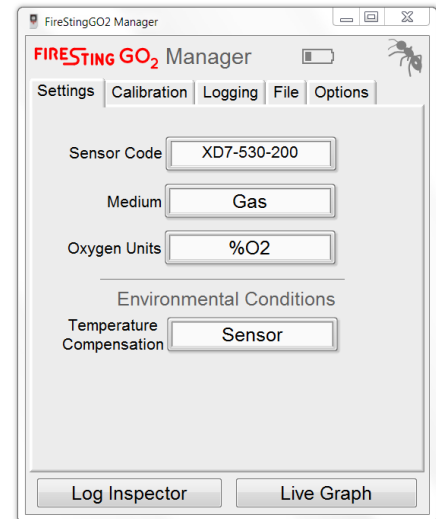 FireStingGO2 Manager
FIRESTING GO2 Manager
Settings Calibration Logging File Options
Sensor Code XD7-530-200
Medium Gas
Oxygen Units %O2
Environmental Conditions
Temperature
Compensation Sensor
Log Inspector Live Graph